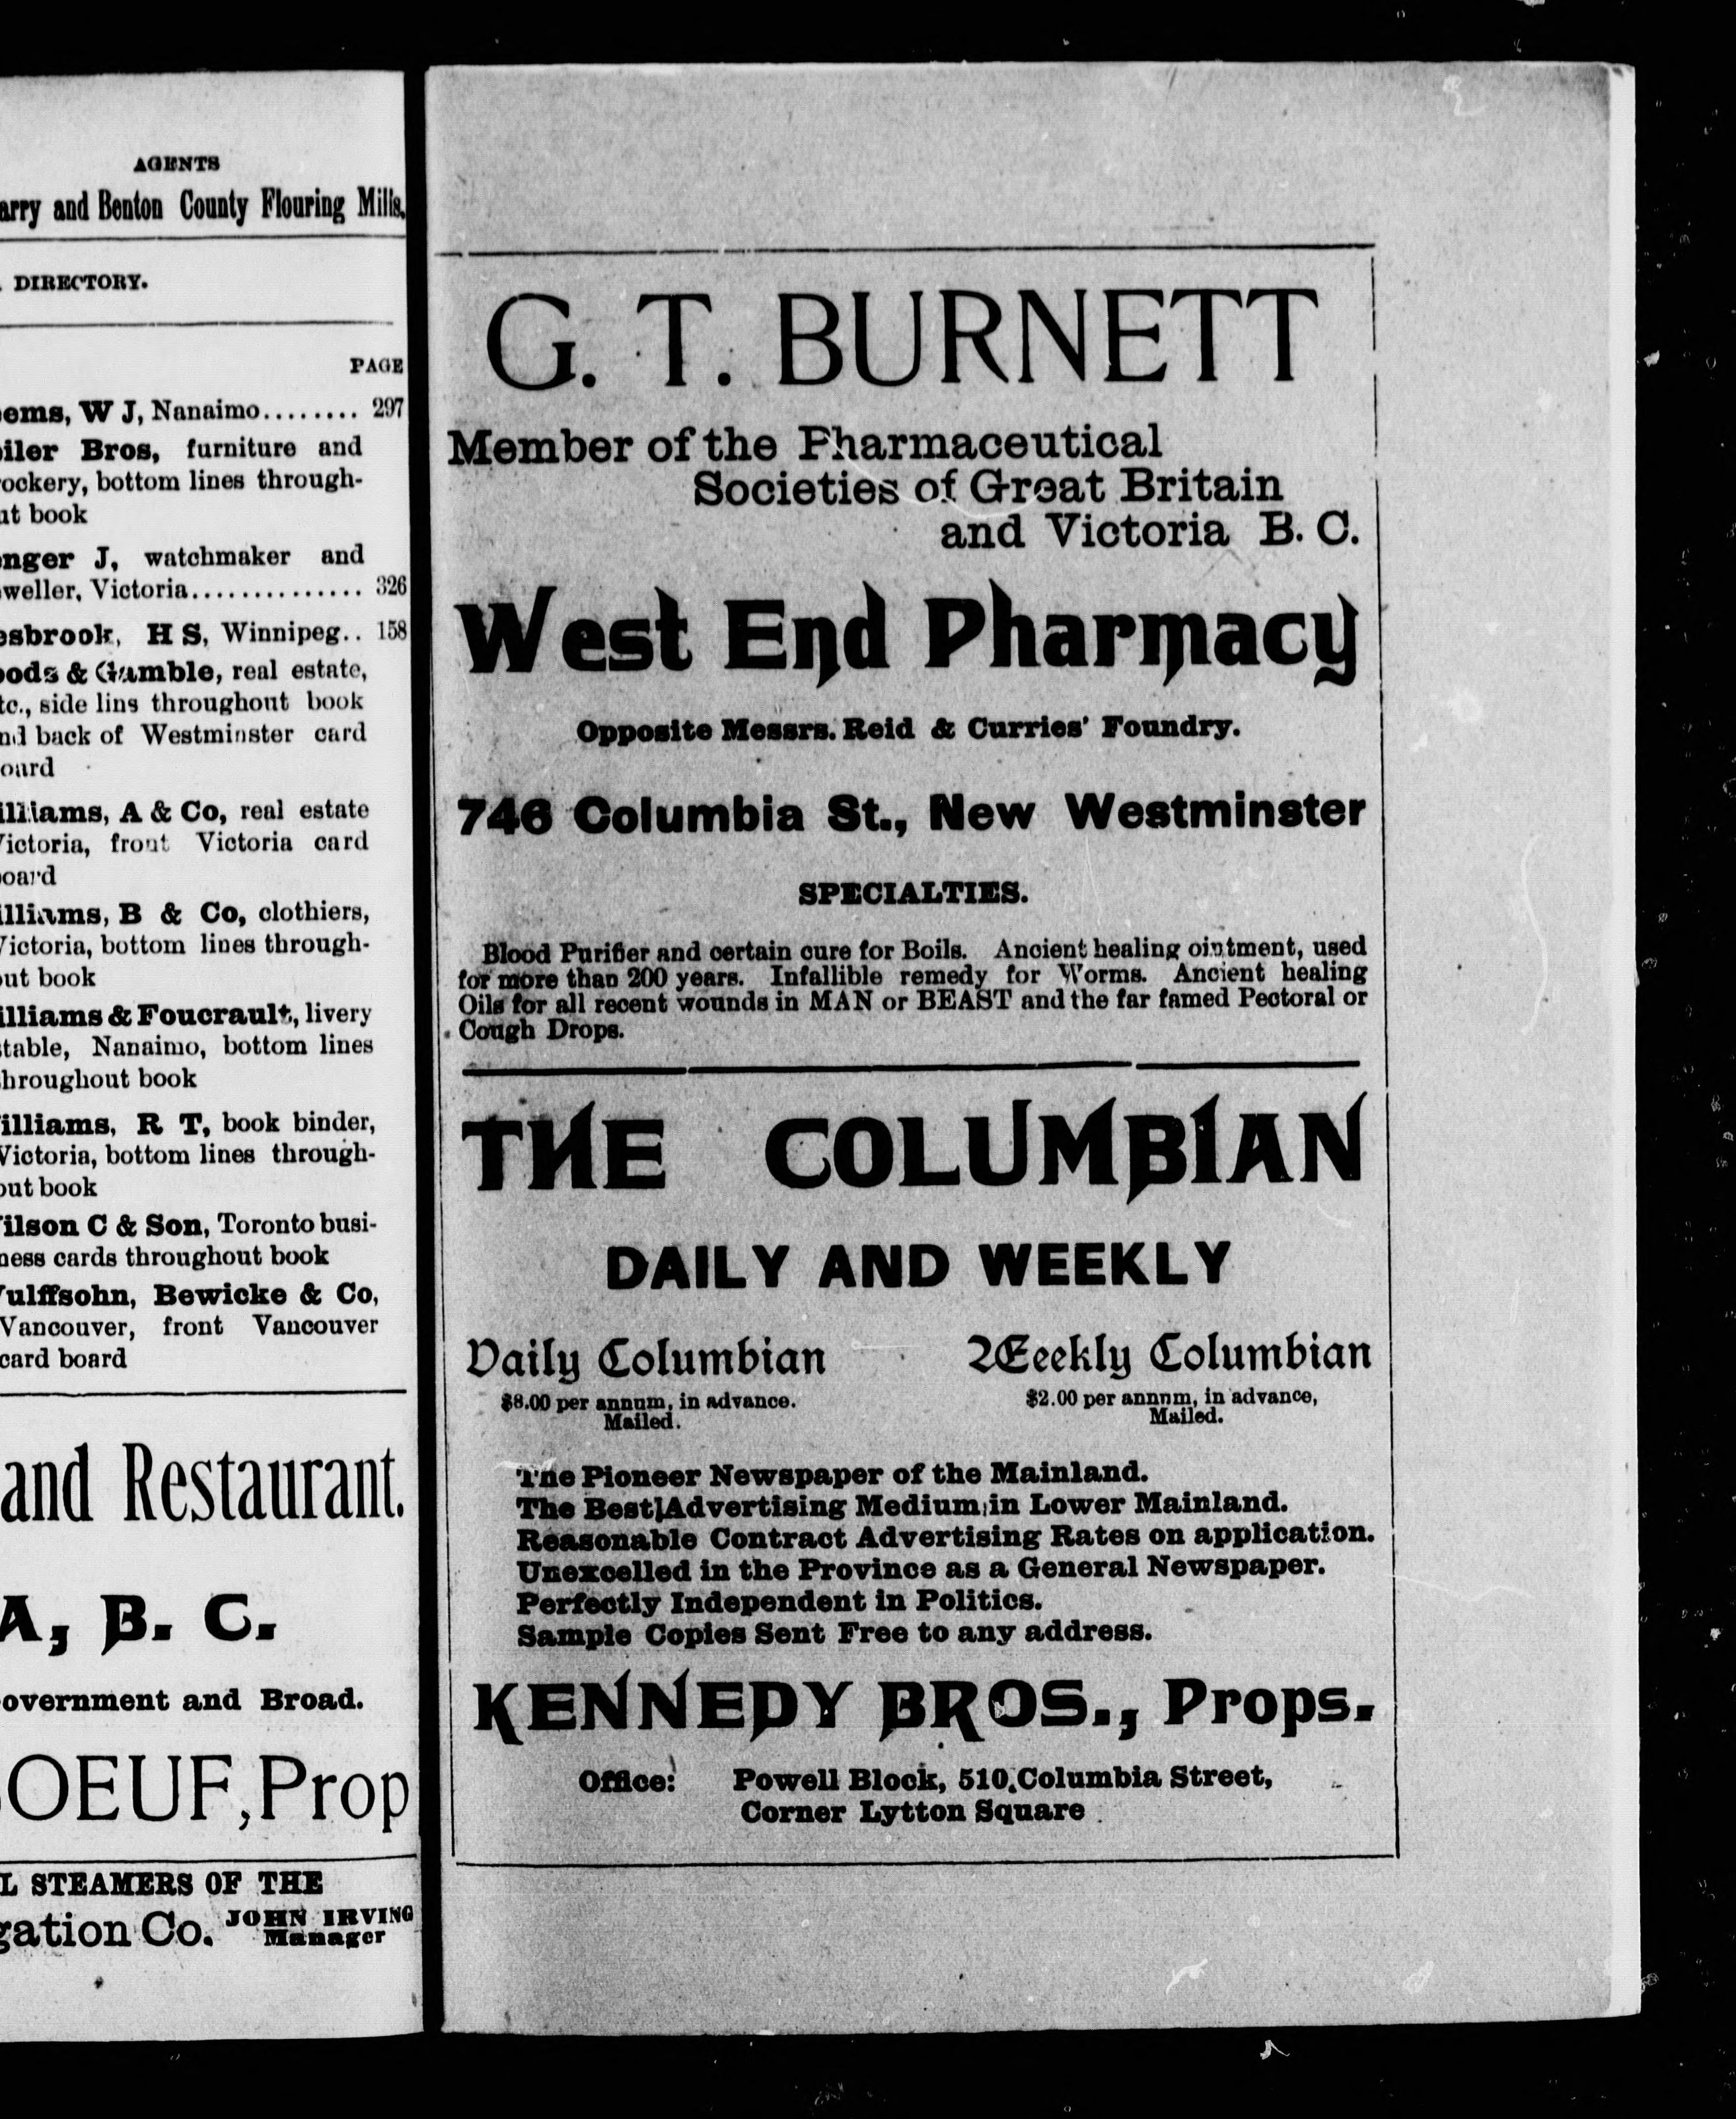 AGENTS
arry and Benton County Flouring Mills.
DIRECTORY.
PAGE
ems, W J, Nanaimo........ 297
iler Bros, furniture and
ockery, bottom lines through-
ut book
nger J, watchmaker and
weller, Victoria.............. 326
sbrook, H S, Winnipeg.. 158
oods & Gamble, real estate,
tc., side lins throughout book
nd back of Westminster card
oard
illiams, A & Co, real estate
Victoria, front Victoria card
oard
illiams, B & Co, clothiers,
Victoria, bottom lines through-
out book
illiams & Foucrault, livery
stable, Nanaimo, bottom lines
throughout book
illiams, R T, book binder,
Victoria, bottom lines through-
out book
ilson C & Son, Toronto busi-
ness cards throughout book
ulffsohn, Bewicke & Co,
Vancouver, front Vancouver
card board
and Restaurant.
A, B. C.
overnment and Broad.
OEUF, Prop
L STEAMERS OF THE
gation Co. JOHN IRVING
Manager
G. T. BURNETT
Member of the Pharmaceutical
Societies of Great Britain
and Victoria B. C.
West End Pharmacy
Opposite Messrs. Reid & Curries' Foundry.
746 Columbia St., New Westminster
SPECIALTIES.
Blood Purifier and certain cure for Boils. Ancient healing ointment, used
for more than 200 years. Infallible remedy for Worms. Ancient healing
Oils for all recent wounds in MAN or BEAST and the far famed Pectoral or
Cough Drops.
THE COLUMBIAN
DAILY AND WEEKLY
Daily Columbian
$8.00 per annum, in advance.
Mailed.
Weekly Columbian
$2.00 per annnm, in advance,
Mailed.
The Pioneer Newspaper of the Mainland.
The Best Advertising Medium in Lower Mainland.
Reasonable Contract Advertising Rates on application.
Unexcelled in the Province as a General Newspaper.
Perfectly Independent in Politics.
Sample Copies Sent Free to any address.
KENNEDY BROS., Props.
Office: Powell Block, 510 Columbia Street,
Corner Lytton Square